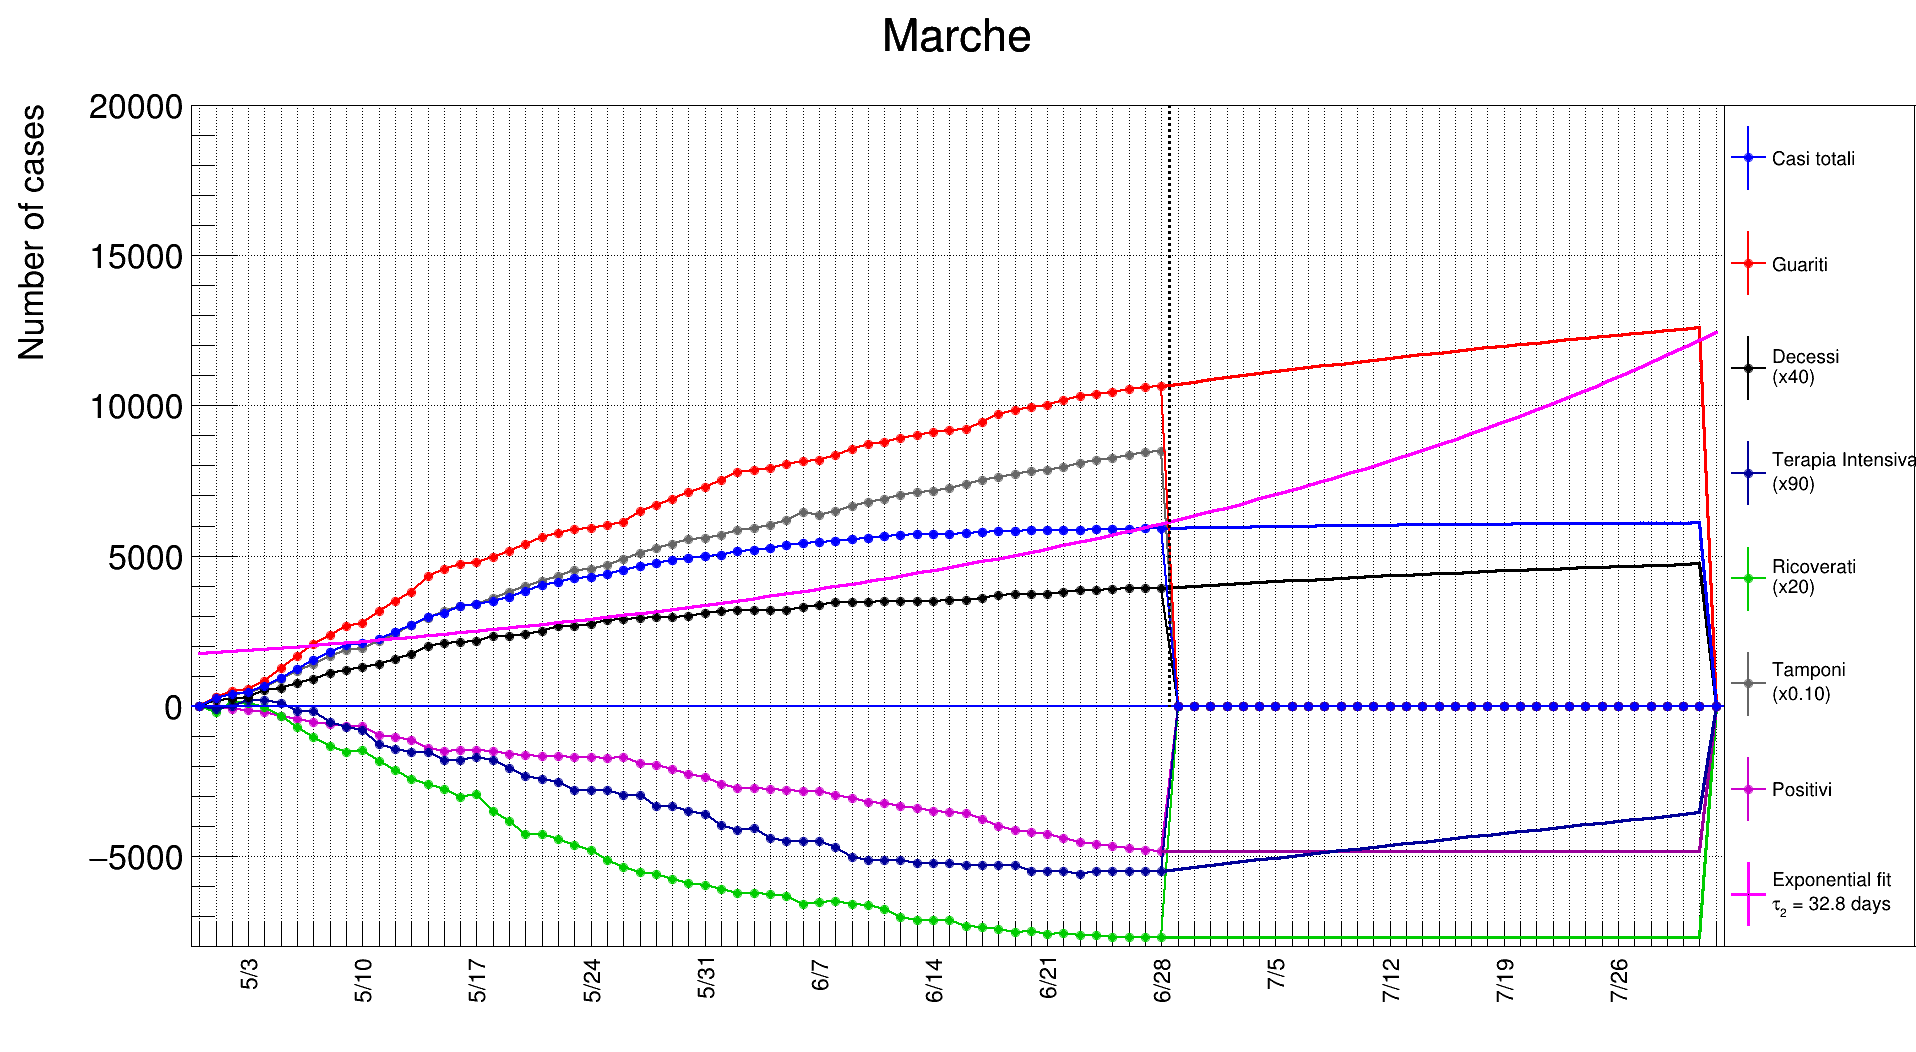 Marche
Number of cases
20000
15000
10000
5000
0
−5000
5/3
5/10
5/17
5/24
5/31
6/7
6/14
6/21
6/28
7/5
7/12
7/19
7/26
Casi totali
Guariti
Decessi
(x40)
Terapia Intensiva
(x90)
Ricoverati
(x20)
Tamponi
(x0.10)
Positivi
Exponential fit
τ2 = 32.8 days